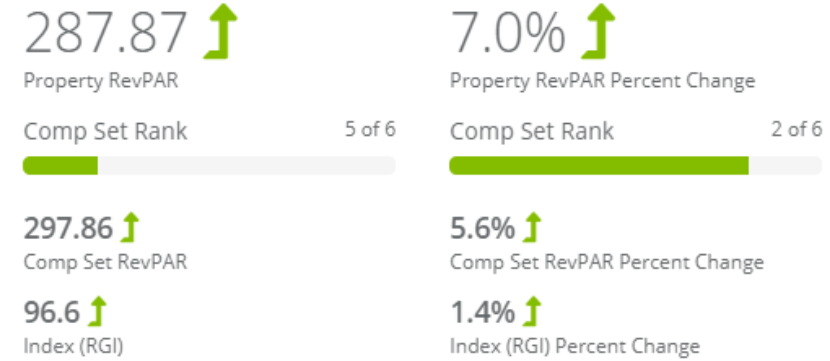 287.87
Property RevPAR
Comp Set Rank 5 of 6
297.86
Comp Set RevPAR
96.6
Index (RGI)
7.0%
Property RevPAR Percent Change
Comp Set Rank 2 of 6
5.6%
Comp Set RevPAR Percent Change
1.4%
Index (RGI) Percent Change